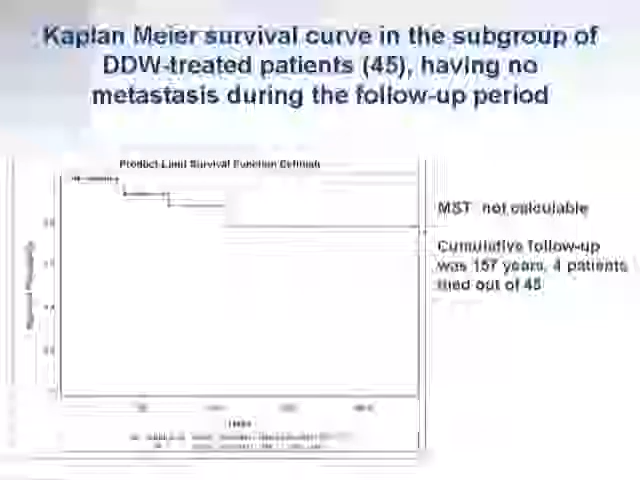 Kaplan Meier survival curve in the subgroup of
DDW-treated patients (45), having no
metastasis during the follow-up period
Product-Limit Survival Function Estimate
MST not calculable
Cumulative follow-up
was 157 years, 4 patients
died out of 45